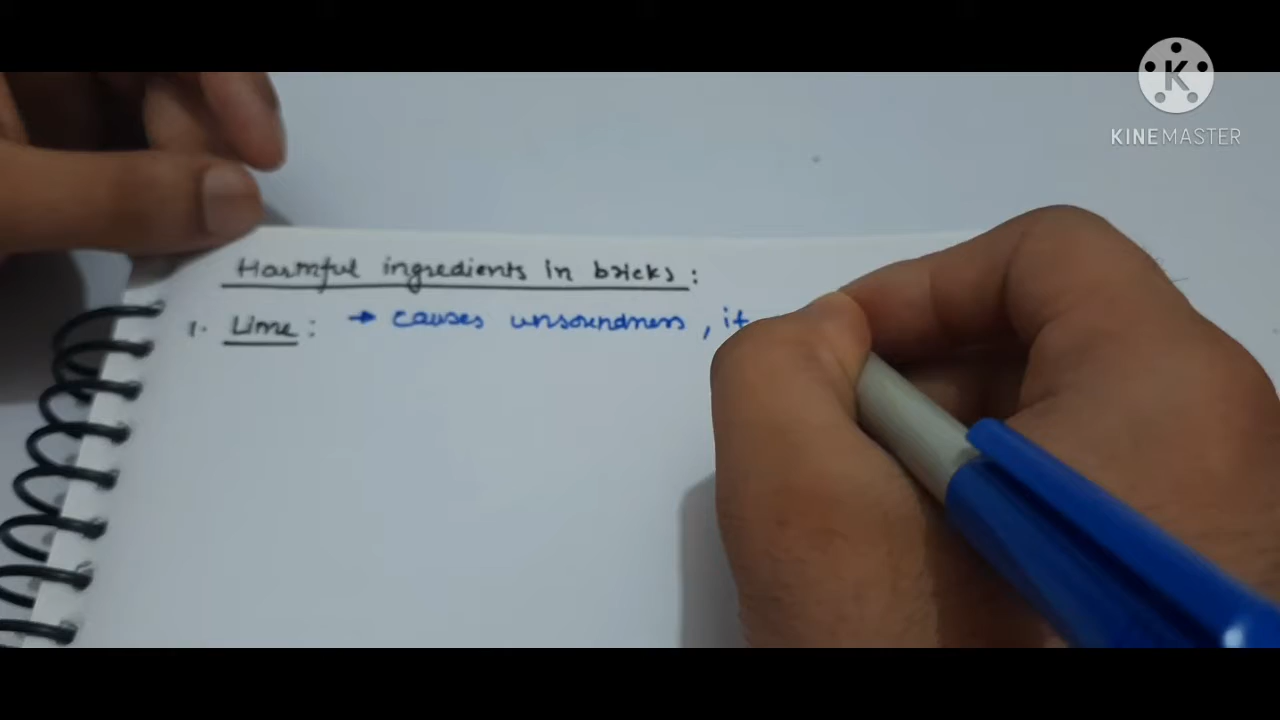 K
KINEMASTER
Harmful ingredients in bricks :
1. Lime : → causes unsoundness , it